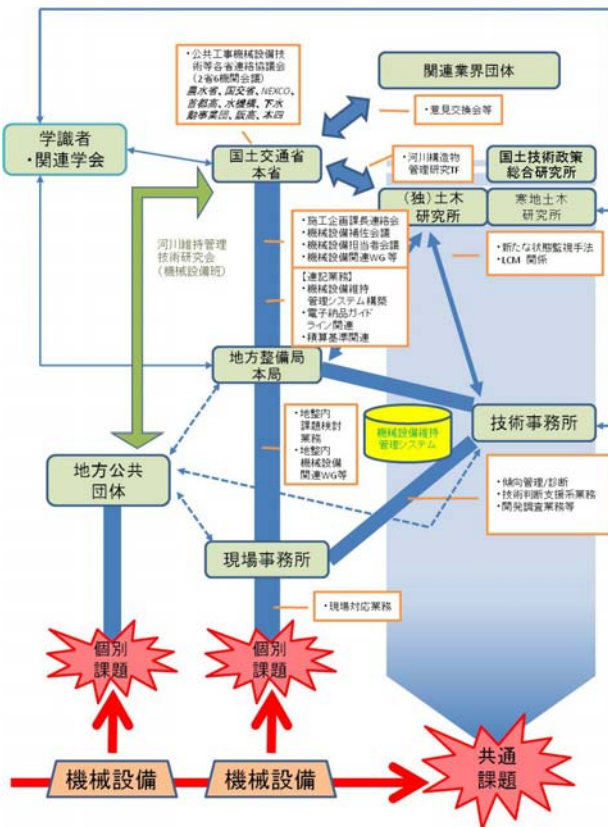 ・公共工事機械設備技
術等各省連絡協議会
(2省6機関会議)
農水省、国交省、NEXCO、
首都高、水機構、下水
動事業団、阪高、本四
関連業界団体
・意見交換会等
学識者
・関連学会
国土交通省
本省
・河川構造物
管理研究TF
国土技術政策
総合研究所
(独)土木
研究所
寒地土木
研究所
河川維持管理
技術研究会
(機械設備班)
・施工企画課長連絡会
・機械設備補佐会議
・機械設備担当者会議
・機械設備関連WG 等
・新たな状態監視手法
・LCM 関係
【連記業務】
・機械設備維持
管理システム構築
・電子納品ガイド
ライン関連
・積算基準関連
地方整備局
本局
・地整内
課題検討
業務
・地整内
機械設備
関連WG等
機械設備維持
管理システム
技術事務所
地方公共
団体
・傾向管理/診断
・技術判断支援系業務
・開発調査業務等
現場事務所
・現場対応業務
個別
課題
個別
課題
共通
課題
機械設備
機械設備